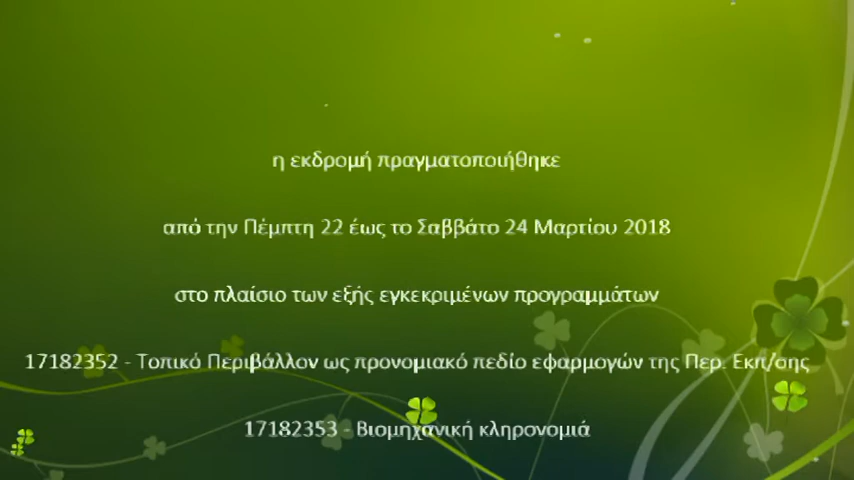 η εκδρομή πραγματοποιήθηκε
από την Πέμπτη 22 έως το Σαββάτο 24 Μαρτίου 2018
στο πλαίσιο των εξής εγκεκριμένων προγραμμάτων
17182352 - Τοπικό Περιβάλλον ως προνομιακό πεδίο εφαρμογών της Περ. Εκπ/σης
17182353 - Βιομηχανική κληρονομιά